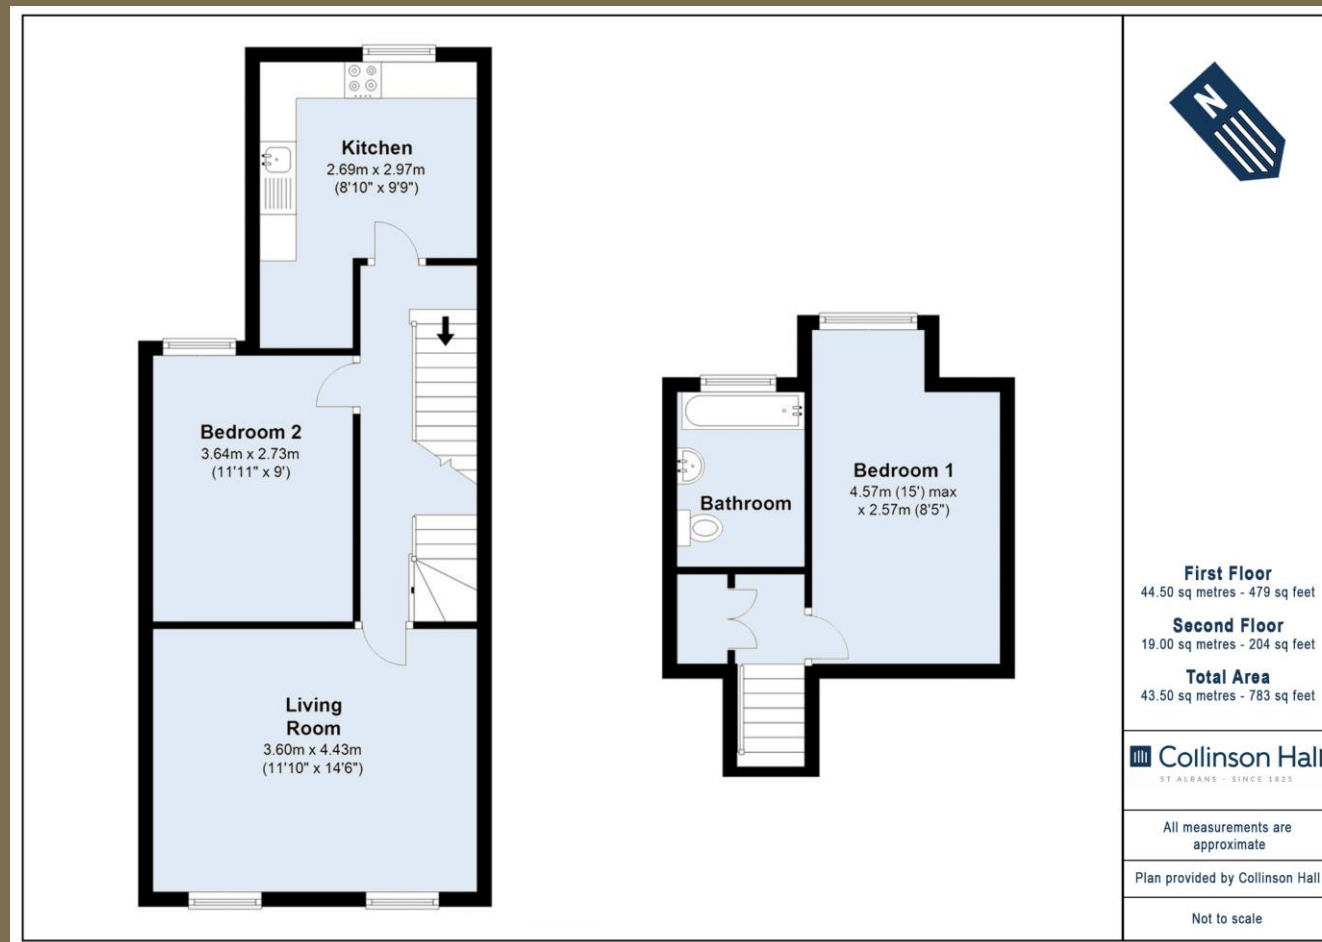 Kitchen
2.69m x 2.97m
(8'10" x 9'9")
Bedroom 2
3.64m x 2.73m
(11'11" x 9')
Living
Room
3.60m x 4.43m
(11'10" x 14'6")
Bathroom
Bedroom 1
4.57m (15') max
x 2.57m (8'5")
N
First Floor
44.50 sq metres - 479 sq feet
Second Floor
19.00 sq metres - 204 sq feet
Total Area
43.50 sq metres - 783 sq feet
Collinson Hall
ST ALBANS - SINCE 1825
All measurements are
approximate
Plan provided by Collinson Hall
Not to scale